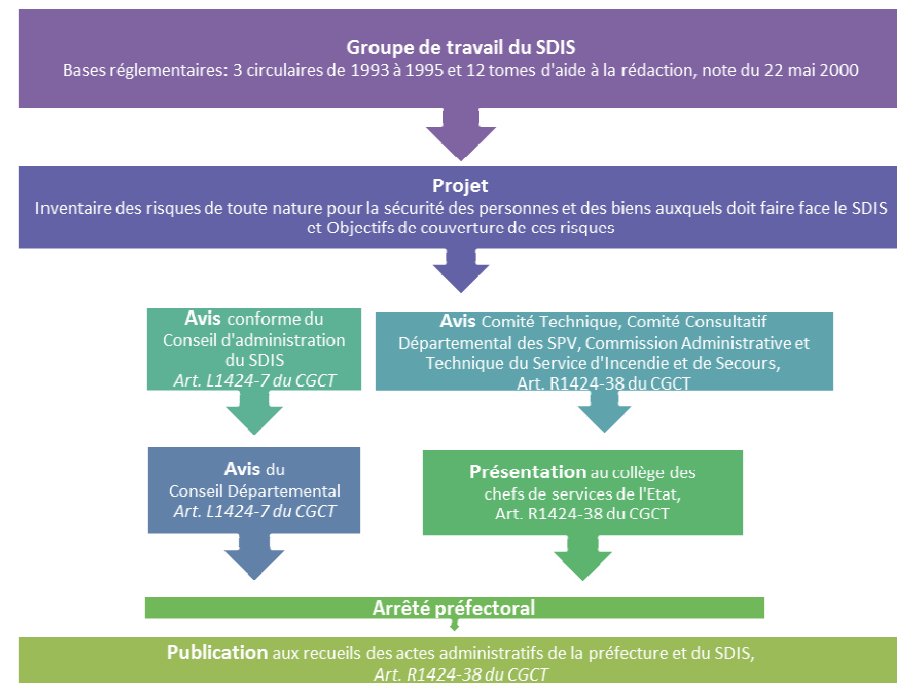 Groupe de travail du SDIS
Bases réglementaires: 3 circulaires de 1993 à 1995 et 12 tomes d'aide à la rédaction, note du 22 mai 2000
Projet
Inventaire des risques de toute nature pour la sécurité des personnes et des biens auxquels doit faire face le SDIS
et Objectifs de couverture de ces risques
Avis conforme du
Conseil d'administration
du SDIS
Art. L1424-7 du CGCT
Avis Comité Technique, Comité Consultatif
Départemental des SPV, Commission Administrative et
Technique du Service d'Incendie et de Secours,
Art. R1424-38 du CGCT
Avis du
Conseil Départemental
Art. L1424-7 du CGCT
Présentation au collège des
chefs de services de l'Etat,
Art. R1424-38 du CGCT
Arrêté préfectoral
Publication aux recueils des actes administratifs de la préfecture et du SDIS,
Art. R1424-38 du CGCT